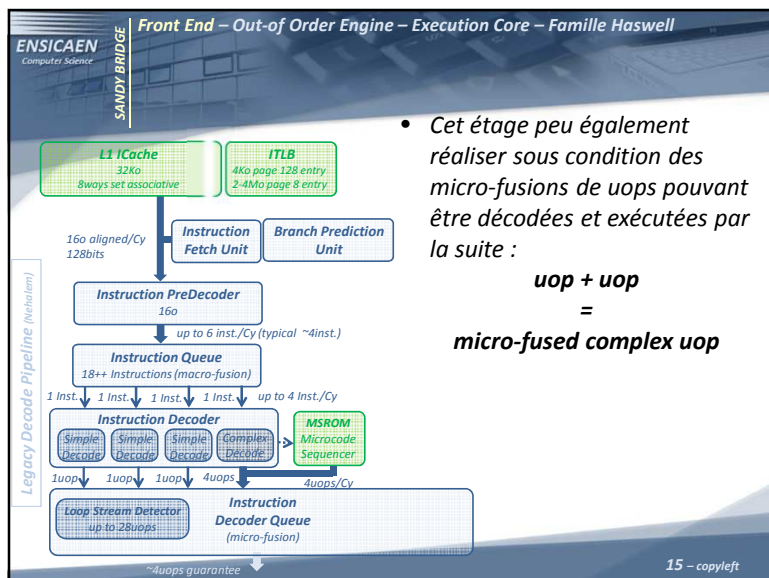 Front End – Out-of Order Engine – Execution Core – Famille Haswell
ENSICAEN
Computer Science
SANDY BRIDGE
L1 ICache
32Ko
8ways set associative
ITLB
4Ko page 128 entry
2-4Mo page 8 entry
16o aligned/Cy
128bits
Instruction
Fetch Unit
Branch Prediction
Unit
Instruction PreDecoder
16o
up to 6 inst./Cy (typical ~4inst.)
Instruction Queue
18++ Instructions (macro-fusion)
1 Inst. 1 Inst. 1 Inst. 1 Inst. up to 4 Inst./Cy
Instruction Decoder
Simple
Decode
Simple
Decode
Simple
Decode
Complex
Decode
MSROM
Microcode
Sequencer
1uop 1uop 1uop 4uops 4uops/Cy
Loop Stream Detector
up to 28uops
Instruction
Decoder Queue
(micro-fusion)
~4uops guarantee
Legacy Decode Pipeline (Nehalem)
• Cet étage peu également
réaliser sous condition des
micro-fusions de uops pouvant
être décodées et exécutées par
la suite :
uop + uop
=
micro-fused complex uop
15 – copyleft